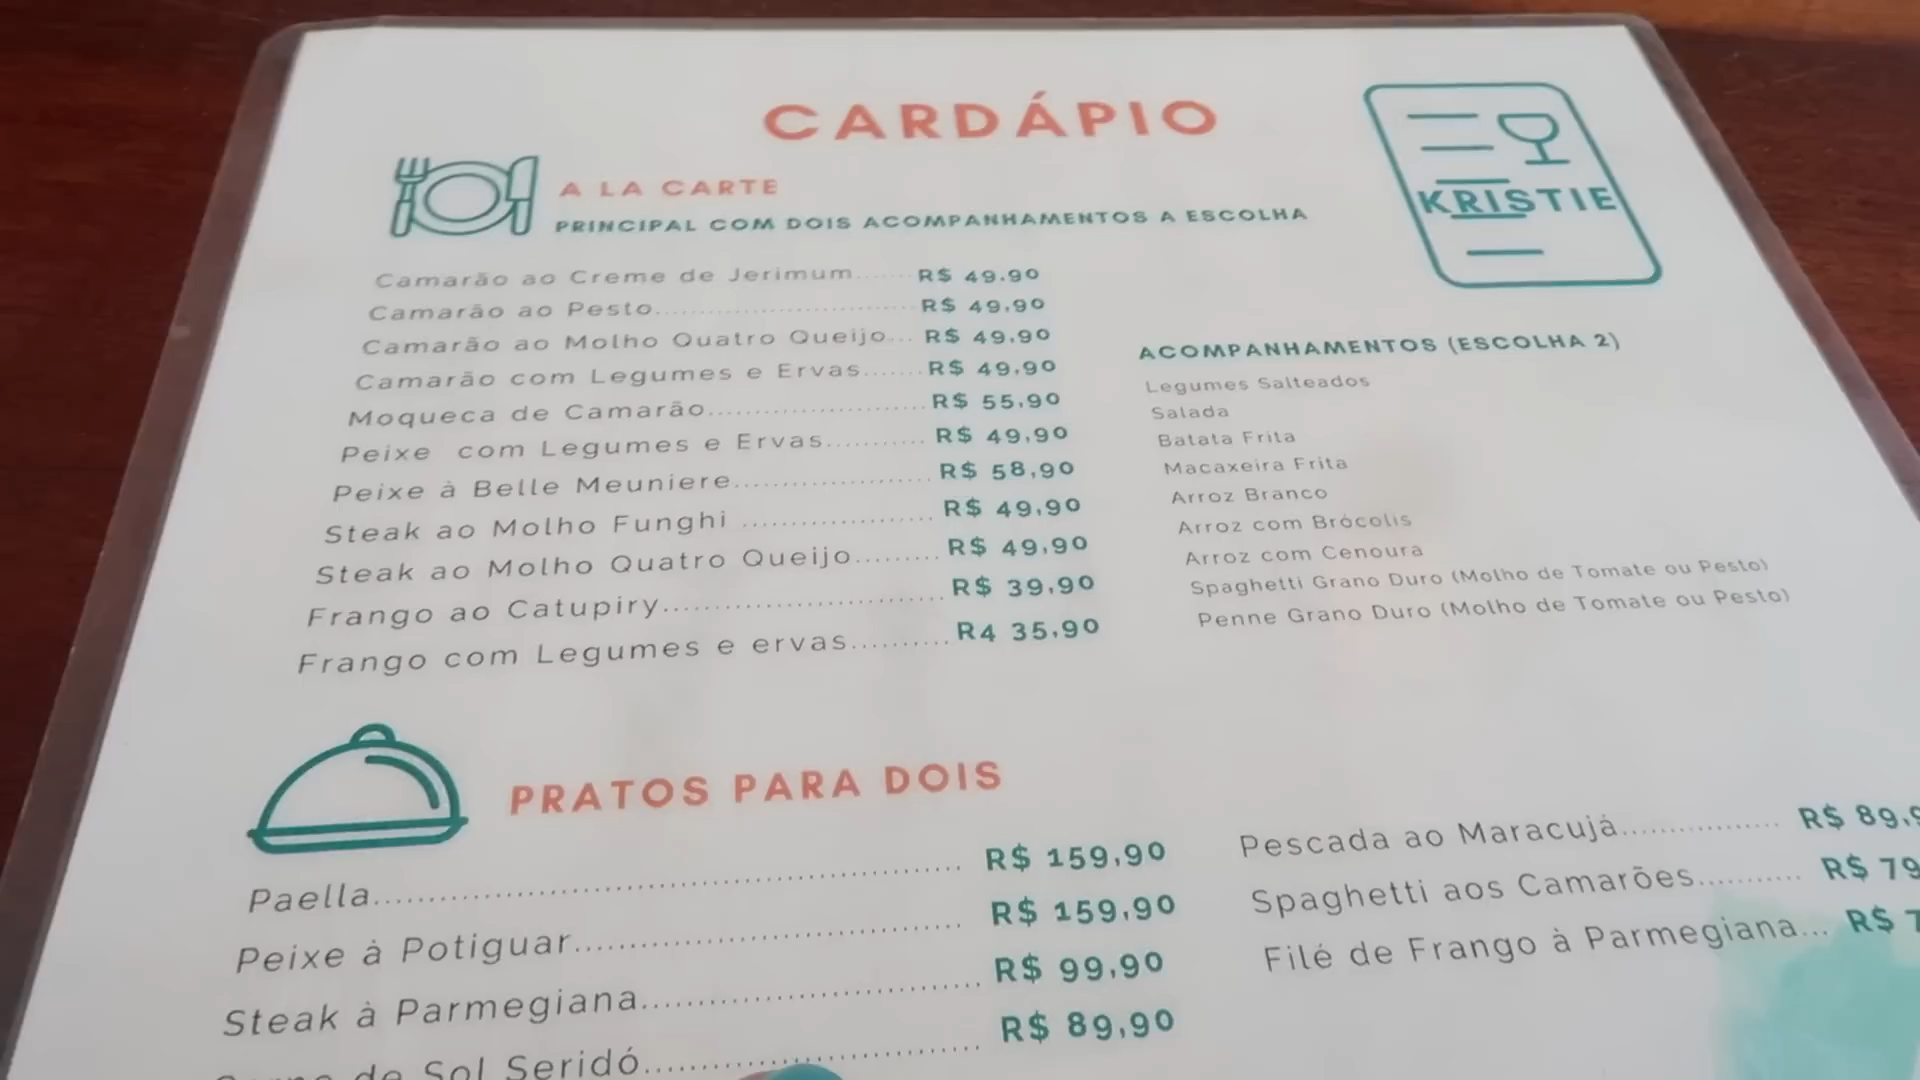 CARDÁPIO
KRISTIE
A LA CARTE
PRINCIPAL COM DOIS ACOMPANHAMENTOS A ESCOLHA
Camarão ao Creme de Jerimum...... R$ 49,90
Camarão ao Pesto............................ R$ 49,90
Camarão ao Molho Quatro Queijo... R$ 49,90
Camarão com Legumes e Ervas....... R$ 49,90
Moqueca de Camarão........................ R$ 55,90
Peixe com Legumes e Ervas........... R$ 49,90
Peixe à Belle Meuniere...................... R$ 58,90
Steak ao Molho Funghi ..................... R$ 49,90
Steak ao Molho Quatro Queijo......... R$ 49,90
Frango ao Catupiry............................ R$ 39,90
Frango com Legumes e ervas.......... R4 35,90
ACOMPANHAMENTOS (ESCOLHA 2)
Legumes Salteados
Salada
Batata Frita
Macaxeira Frita
Arroz Branco
Arroz com Brócolis
Arroz com Cenoura
Spaghetti Grano Duro (Molho de Tomate ou Pesto)
Penne Grano Duro (Molho de Tomate ou Pesto)
PRATOS PARA DOIS
Paella.................................................. R$ 159,90
Peixe à Potiguar................................. R$ 159,90
Steak à Parmegiana............................ R$ 99,90
de Sol Seridó............................ R$ 89,90
Pescada ao Maracujá................. R$ 89,9
Spaghetti aos Camarões........... R$ 79
Filé de Frango à Parmegiana... R$ 7